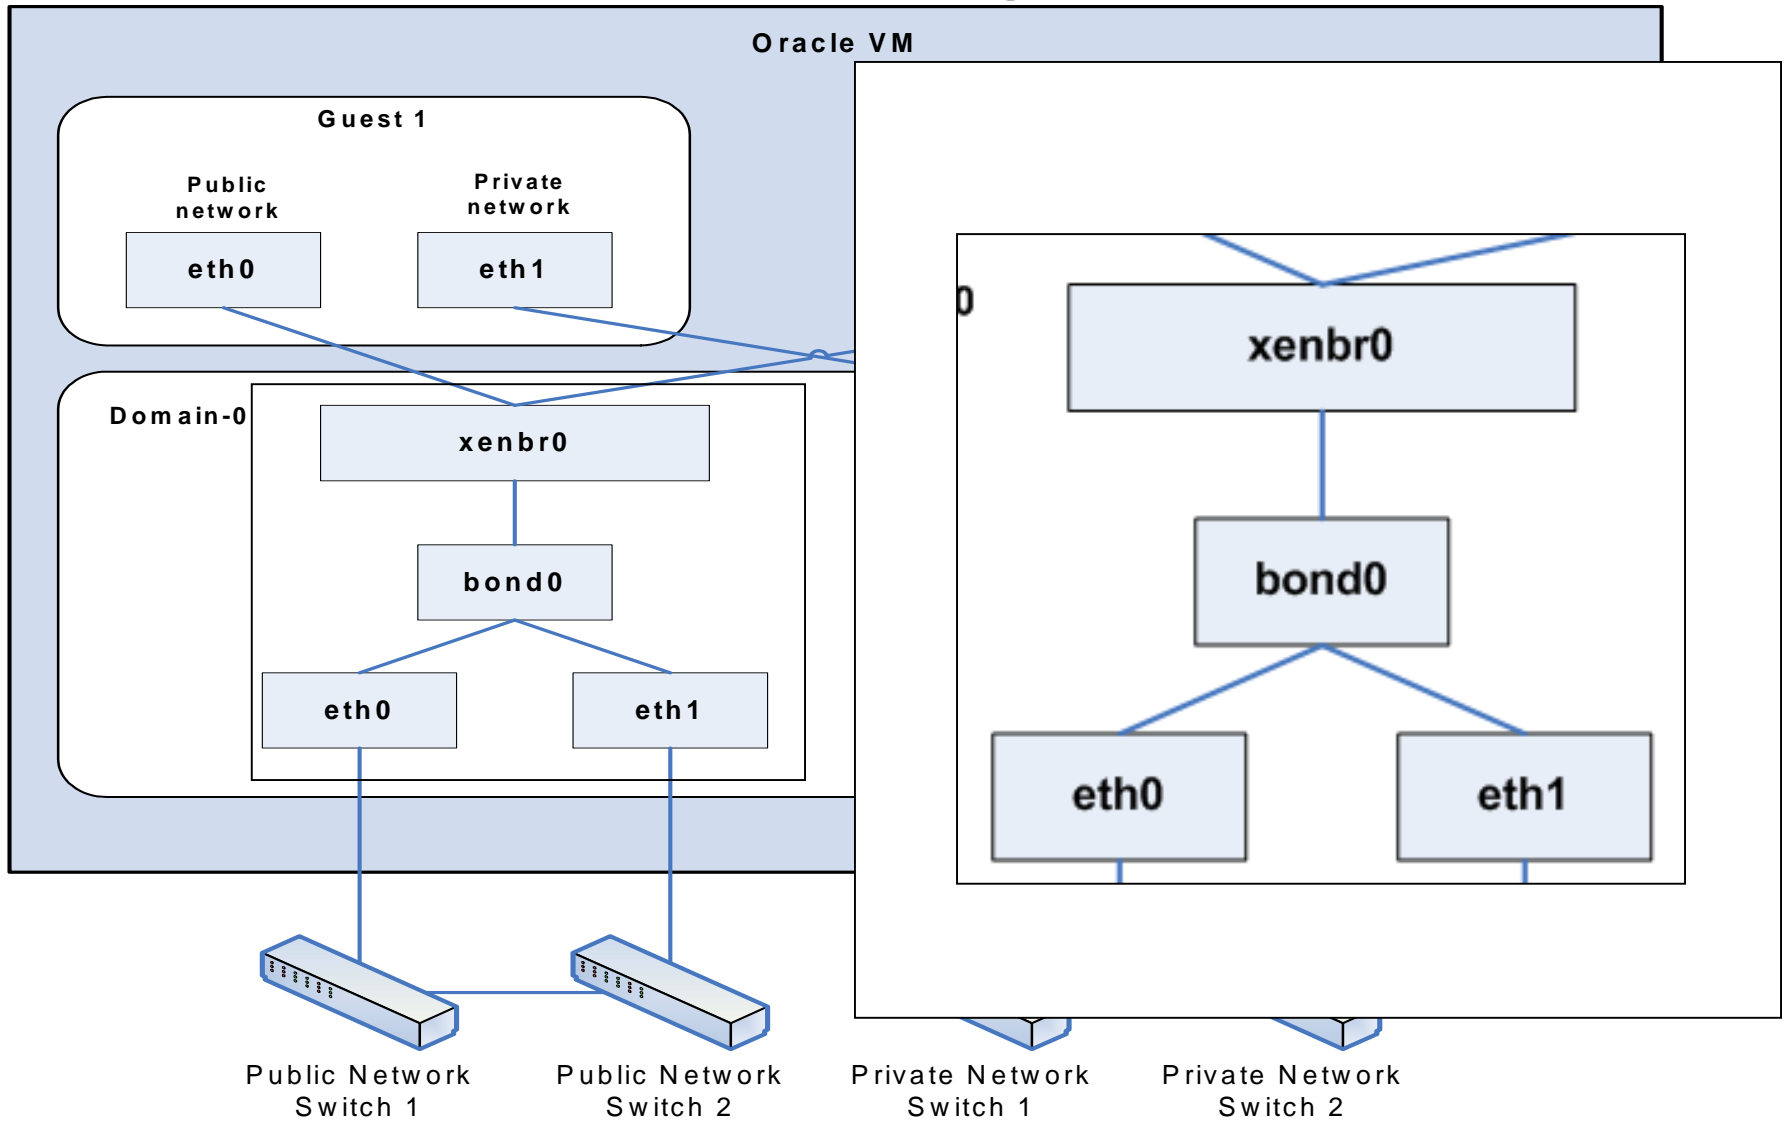 Oracle VM
Guest 1
Public
network
Private
network
eth0
eth1
Domain-0
xenbr0
bond0
eth0
eth1
0
xenbr0
bond0
eth0
eth1
Public Network
Switch 1
Public Network
Switch 2
Private Network
Switch 1
Private Network
Switch 2